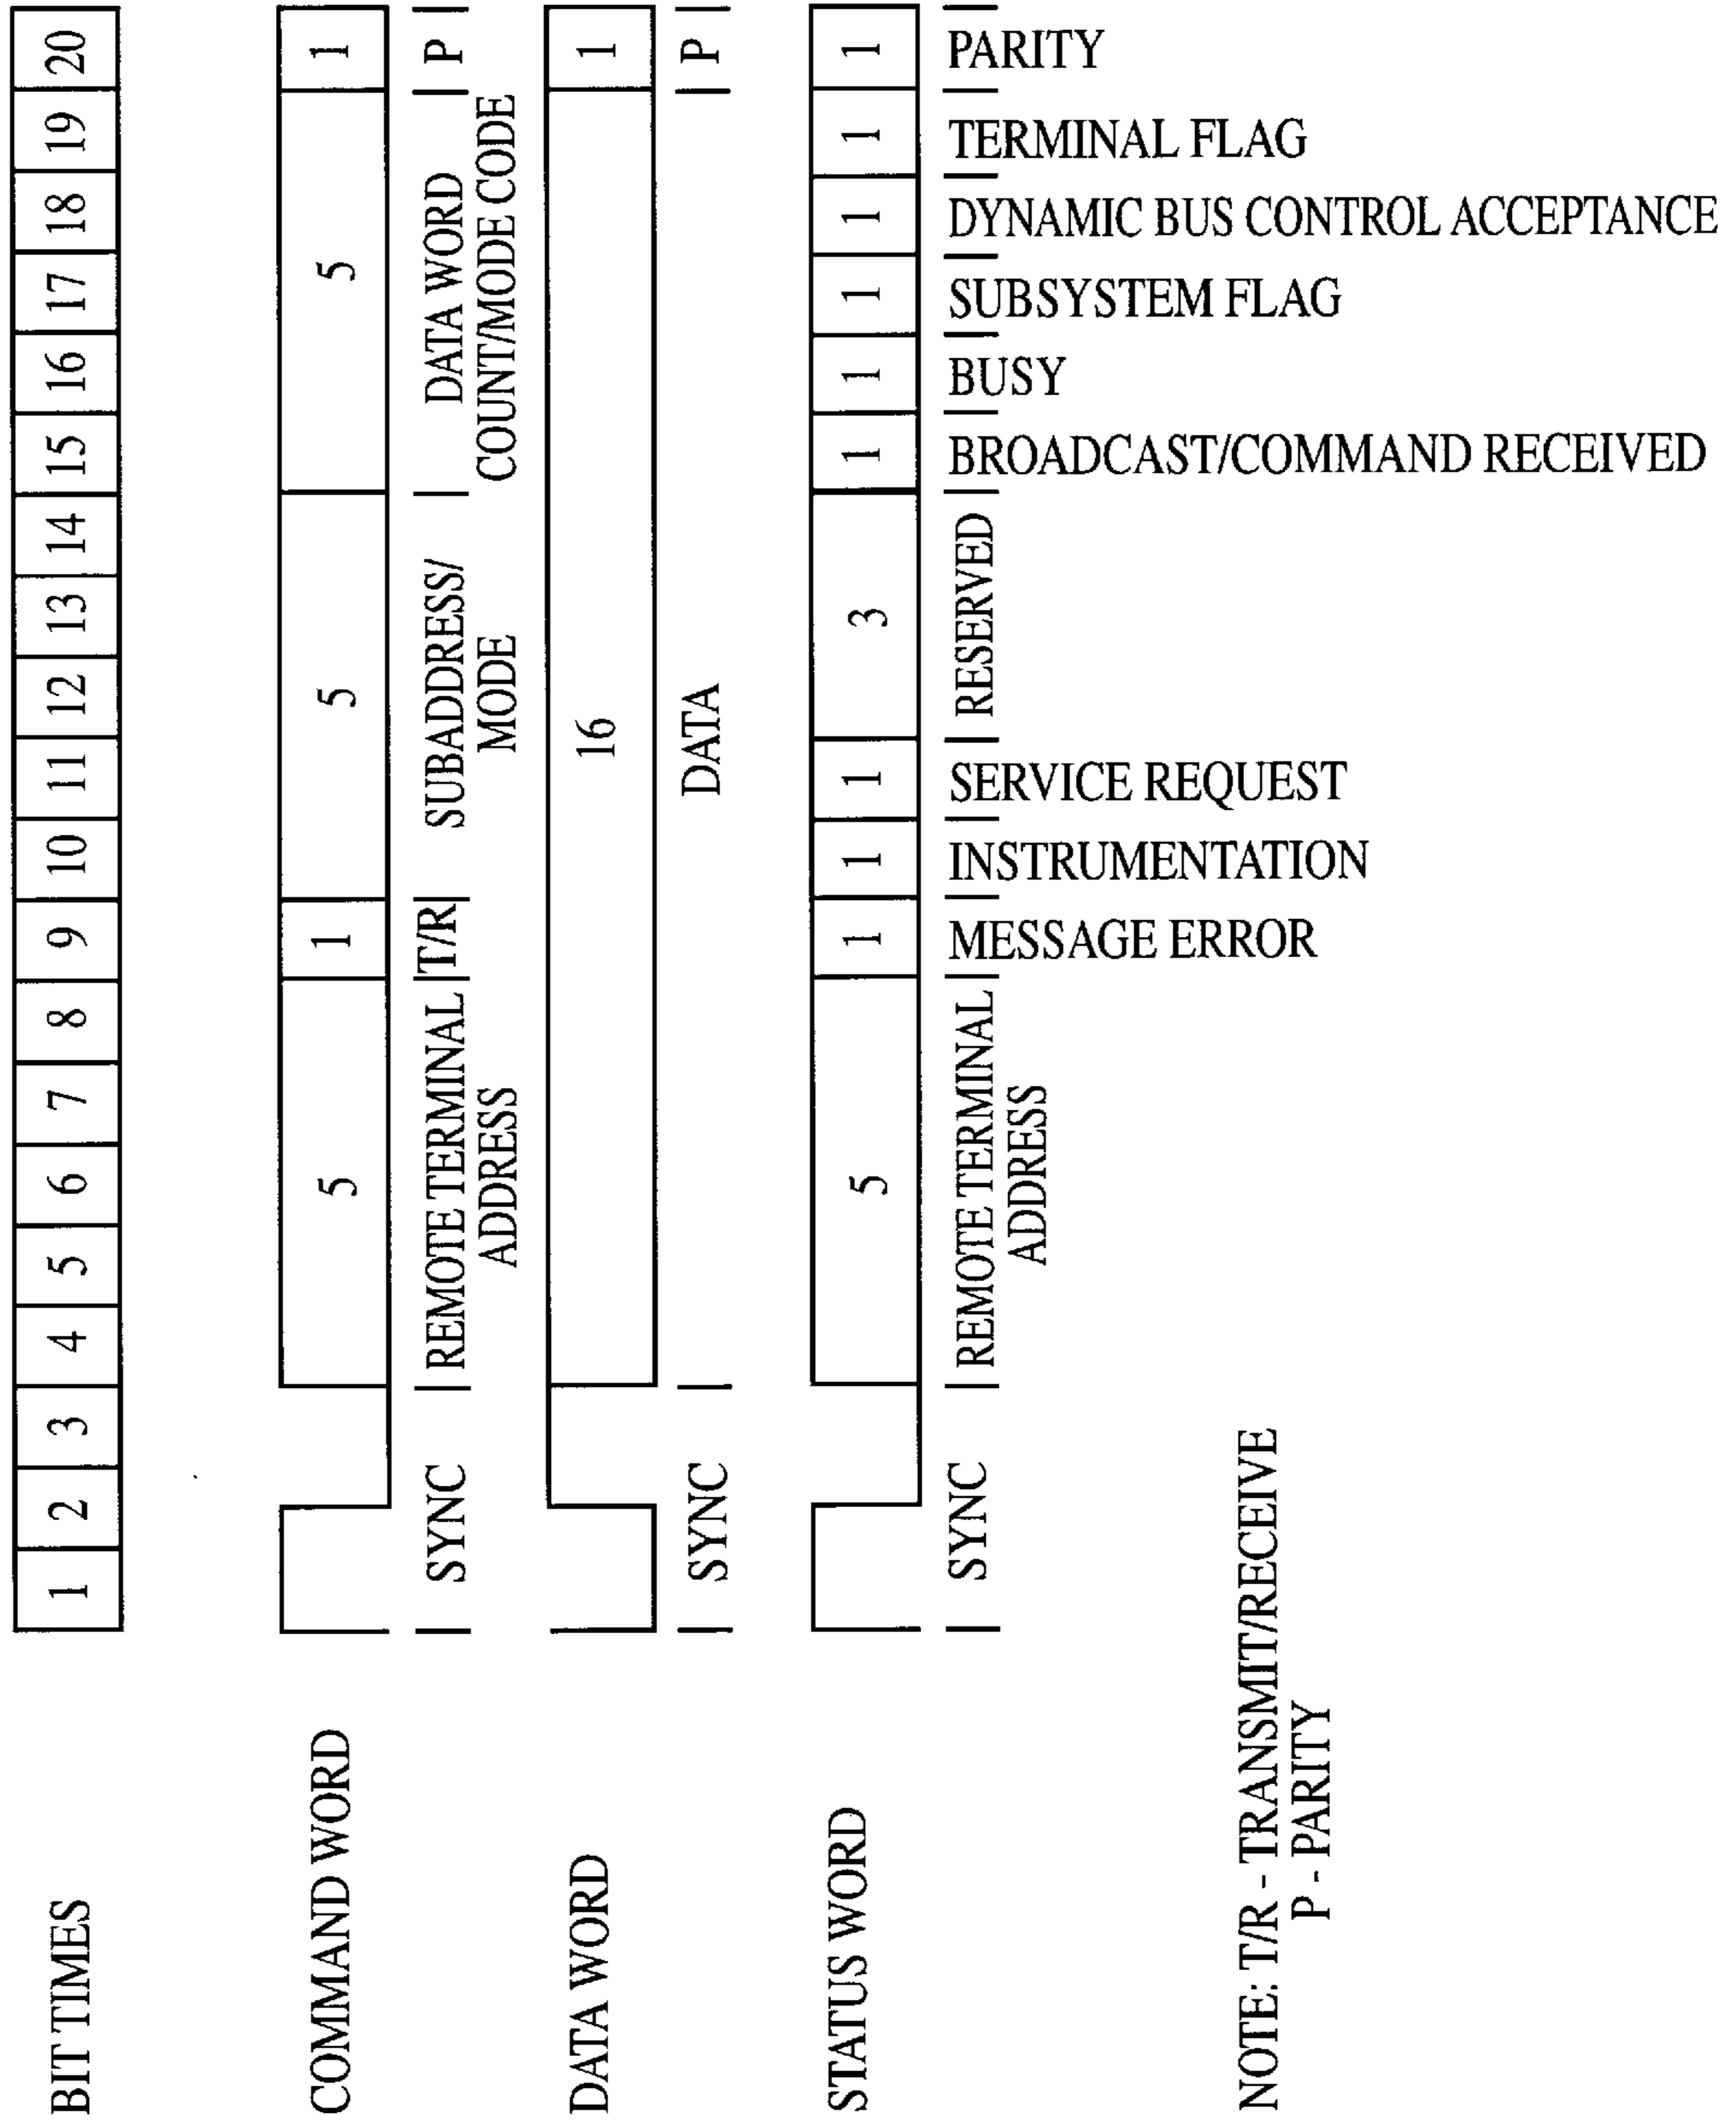 BIT TIMES 1 2 3 4 5 6 7 8 9 10 11 12 13 14 15 16 17 18 19 20
COMMAND WORD 5 1 5 5 1
SYNC REMOTE TERMINAL T/R SUBADDRESS/ DATA WORD P
ADDRESS MODE COUNT/MODE CODE
DATA WORD 16 1
SYNC DATA P
STATUS WORD 5 1 1 1 3 1 1 1 1 1 1
SYNC REMOTE TERMINAL RESERVED
ADDRESS
MESSAGE ERROR
INSTRUMENTATION
SERVICE REQUEST
BROADCAST/COMMAND RECEIVED
BUSY
SUBSYSTEM FLAG
DYNAMIC BUS CONTROL ACCEPTANCE
TERMINAL FLAG
PARITY
NOTE: T/R - TRANSMIT/RECEIVE
P - PARITY